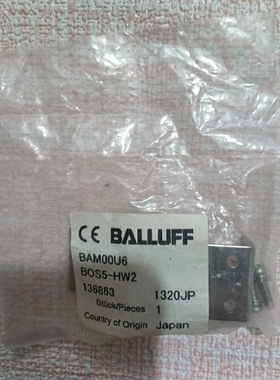 CE BALLUFF
BAM00U6
BOS5-HW2
136863 1320JP
Stück/Pieces 1
Country of Origin Japan